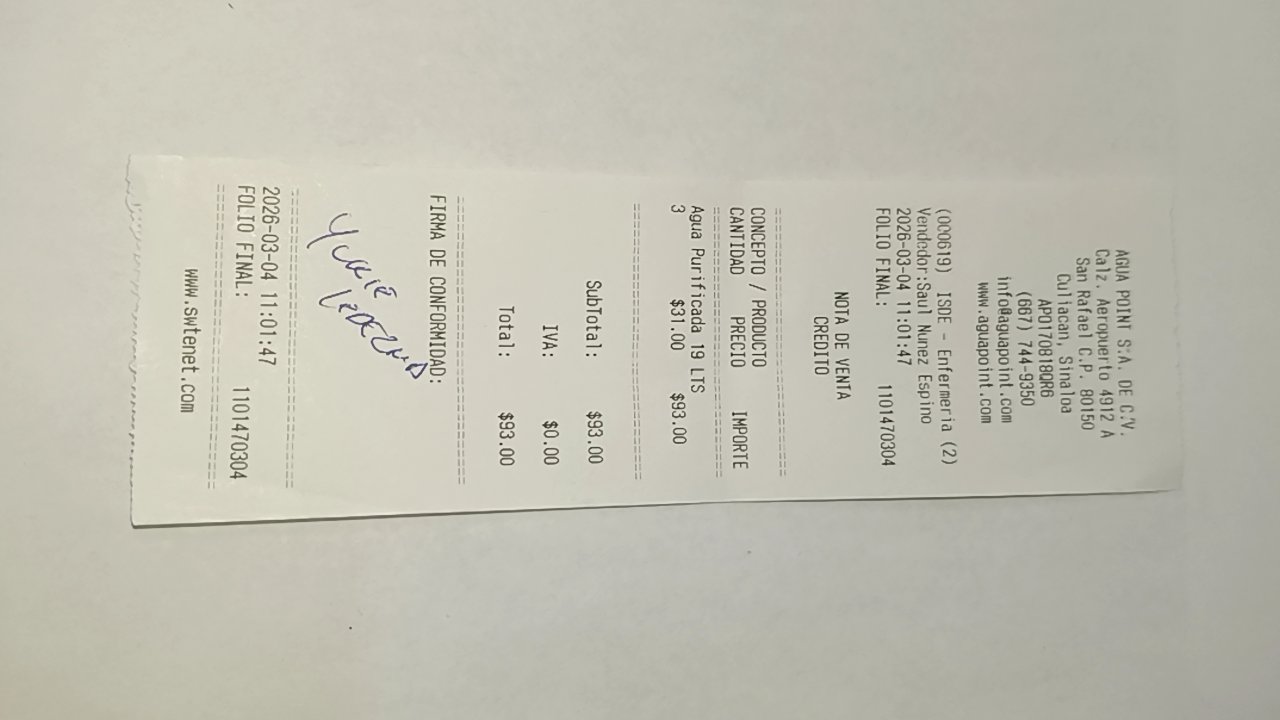 AGUA POINT S.A. DE C.V.
Calz. Aeropuerto 4912 A
San Rafael C.P. 80150
Culiacan, Sinaloa
APO1708180R6
(667) 744-9350
info@aguapoint.com
www.aguapoint.com
(000619) ISDE - Enfermeria (2)
Vendedor:Saul Nunez Espino
2026-03-04 11:01:47
FOLIO FINAL: 1101470304
NOTA DE VENTA
CREDITO
===========================
CONCEPTO / PRODUCTO
CANTIDAD PRECIO IMPORTE
===========================
Agua Purificada 19 LTS
3 $31.00 $93.00
===========================
SubTotal: $93.00
IVA: $0.00
Total: $93.00
===========================
FIRMA DE CONFORMIDAD:
===========================
2026-03-04 11:01:47
FOLIO FINAL: 1101470304
===========================
www.swtenet.com